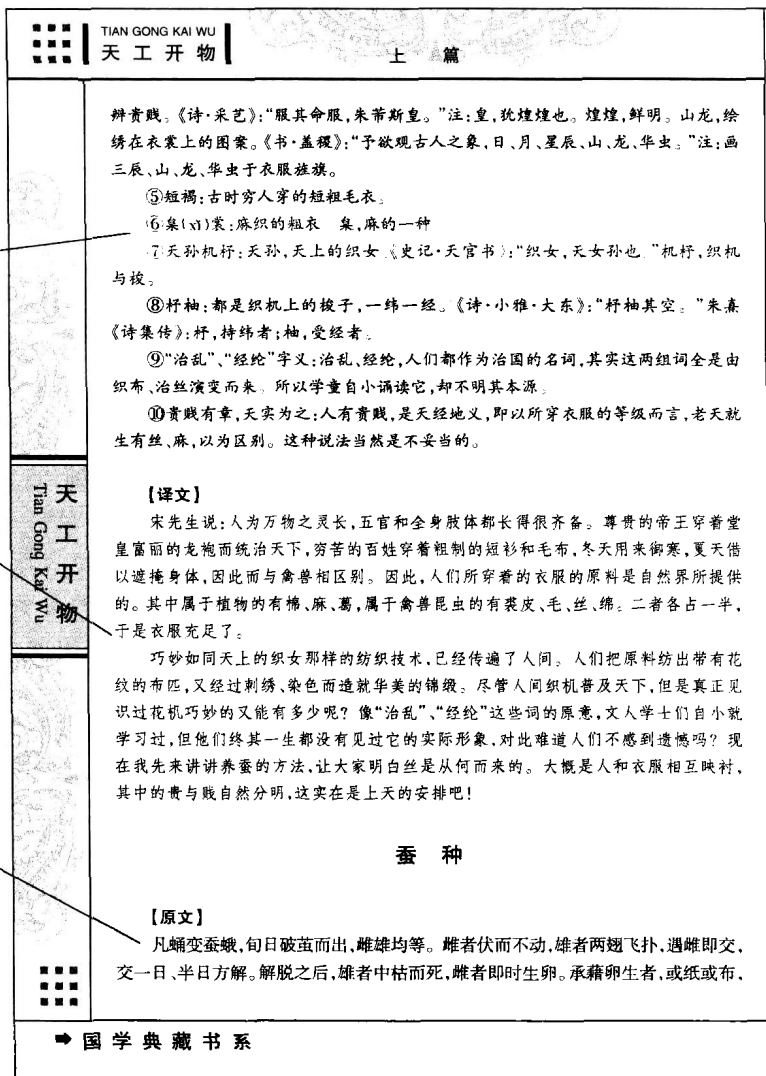 TIAN GONG KAI WU
天工开物
上 篇
辨贵贱。《诗·采艺》:“服其命服,朱芾斯皇。”注:皇,犹煌煌也。煌煌,鲜明。山龙,绘
绣在衣裳上的图案。《书·益稷》:“予欲观古人之象,日、月、星辰、山、龙、华虫。”注:画
三辰、山、龙、华虫于衣服旌旗。
⑤短褐:古时穷人穿的短粗毛衣。
⑥枲(xǐ)裳:麻织的粗衣 枲,麻的一种
⑦天孙机杼:天孙,天上的织女《史记·天官书》:“织女,天女孙也”机杼,织机
与梭。
⑧杼柚:都是织机上的梭子,一纬一经。《诗·小雅·大东》:“杼柚其空。”朱熹
《诗集传》:杼,持纬者;柚,受经者。
⑨“治乱”、“经纶”字义:治乱、经纶,人们都作为治国的名词,其实这两组词全是由
织布、治丝演变而来。所以学童自小诵读它,却不明其本源。
⑩贵贱有章,天实为之:人有贵贱,是天经地义,即以所穿衣服的等级而言,老天就
生有丝、麻,以为区别。这种说法当然是不妥当的。
【译文】
宋先生说:人为万物之灵长,五官和全身肢体都长得很齐备。尊贵的帝王穿着堂
皇富丽的龙袍而统治天下,穷苦的百姓穿着粗制的短衫和毛布,冬天用来御寒,夏天借
以遮掩身体,因此而与禽兽相区别。因此,人们所穿着的衣服的原料是自然界所提供
的。其中属于植物的有棉、麻、葛,属于禽兽昆虫的有裘皮、毛、丝、绵。二者各占一半,
于是衣服充足了。
巧妙如同天上的织女那样的纺织技术,已经传遍了人间。人们把原料纺出带有花
纹的布匹,又经过刺绣、染色而造就华美的锦缎。尽管人间织机普及天下,但是真正见
识过花机巧妙的又能有多少呢?像“治乱”、“经纶”这些词的原意,文人学士们自小就
学习过,但他们终其一生都没有见过它的实际形象,对此难道人们不感到遗憾吗?现
在我先来讲讲养蚕的方法,让大家明白丝是从何而来的。大概是人和衣服相互映衬,
其中的贵与贱自然分明,这实在是上天的安排吧!
蚕 种
【原文】
凡蛹变蚕蛾,旬日破茧而出,雌雄均等。雌者伏而不动,雄者两翅飞扑,遇雌即交,
交一日、半日方解。解脱之后,雄者中枯而死,雌者即时生卵。承藉卵生者,或纸或布,
天工开物
Tian Gong Kai Wu
国学典藏书系